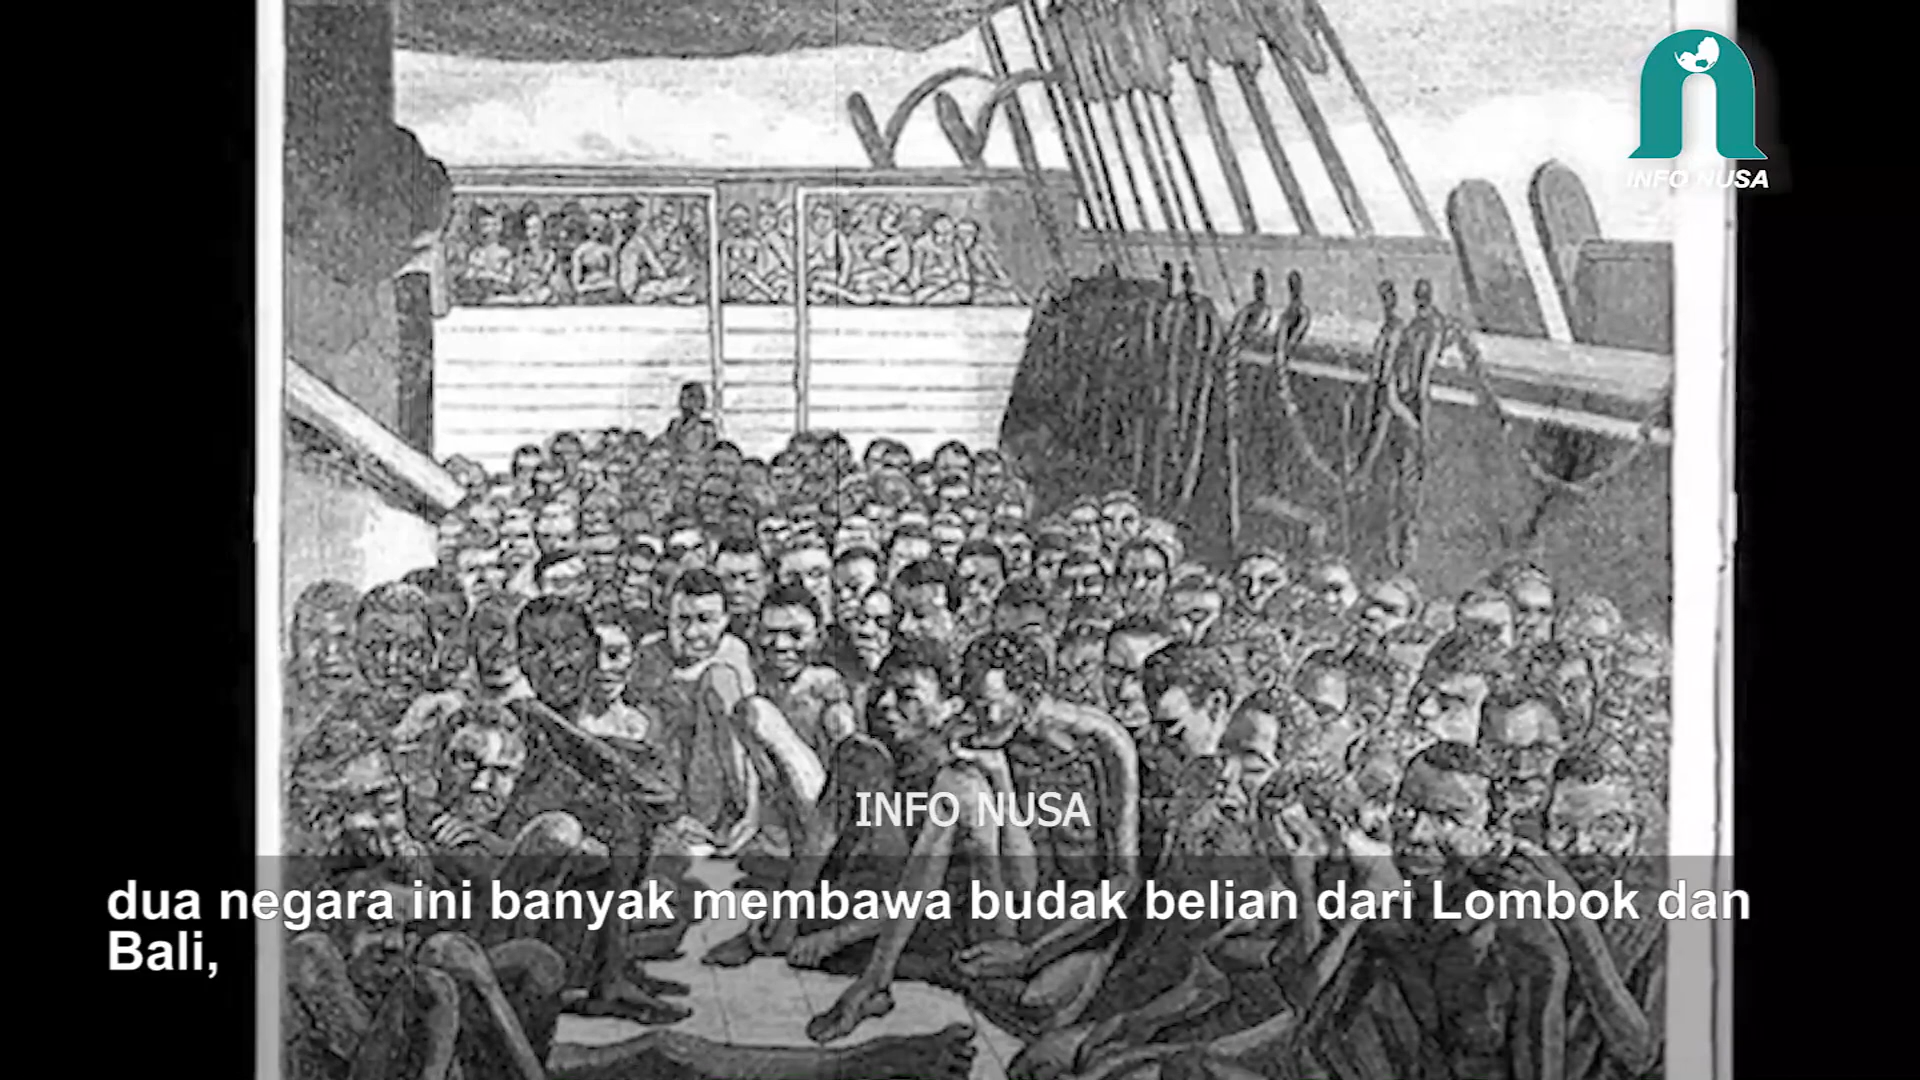 INFO NUSA
INFO NUSA
dua negara ini banyak membawa budak belian dari Lombok dan
Bali,